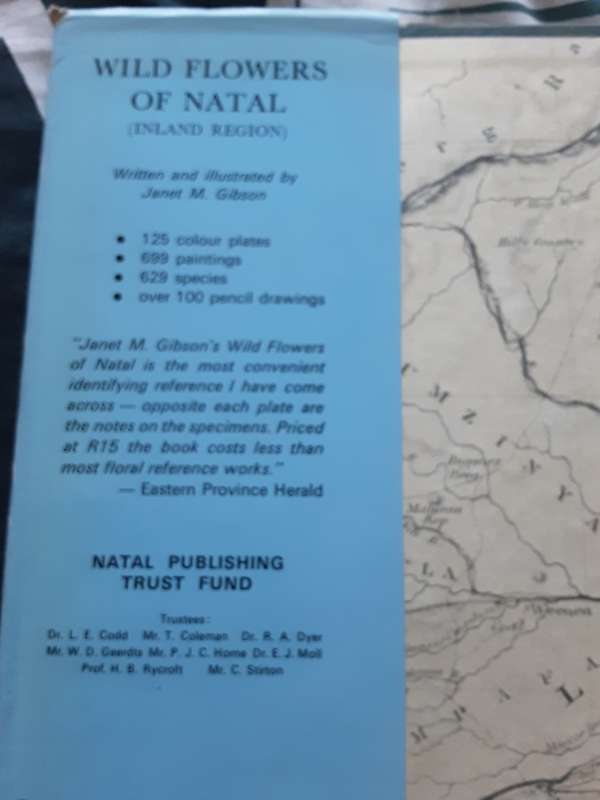 WILD FLOWERS
OF NATAL
(INLAND REGION)
Written and illustrated by
Janet M. Gibson
• 125 colour plates
• 699 paintings
• 629 species
• over 100 pencil drawings
"Janet M. Gibson's Wild Flowers
of Natal is the most convenient
identifying reference I have come
across — opposite each plate are
the notes on the specimens. Priced
at R15 the book costs less than
most floral reference works."
— Eastern Province Herald
NATAL PUBLISHING
TRUST FUND
Trustees:
Dr. L. E. Codd Mr. T. Coleman Dr. R. A. Dyer
Mr. W. D. Geerdts Mr. P. J. C. Horne Dr. E. J. Moll
Prof. H. B. Rycroft Mr. C. Stirton
Weenen